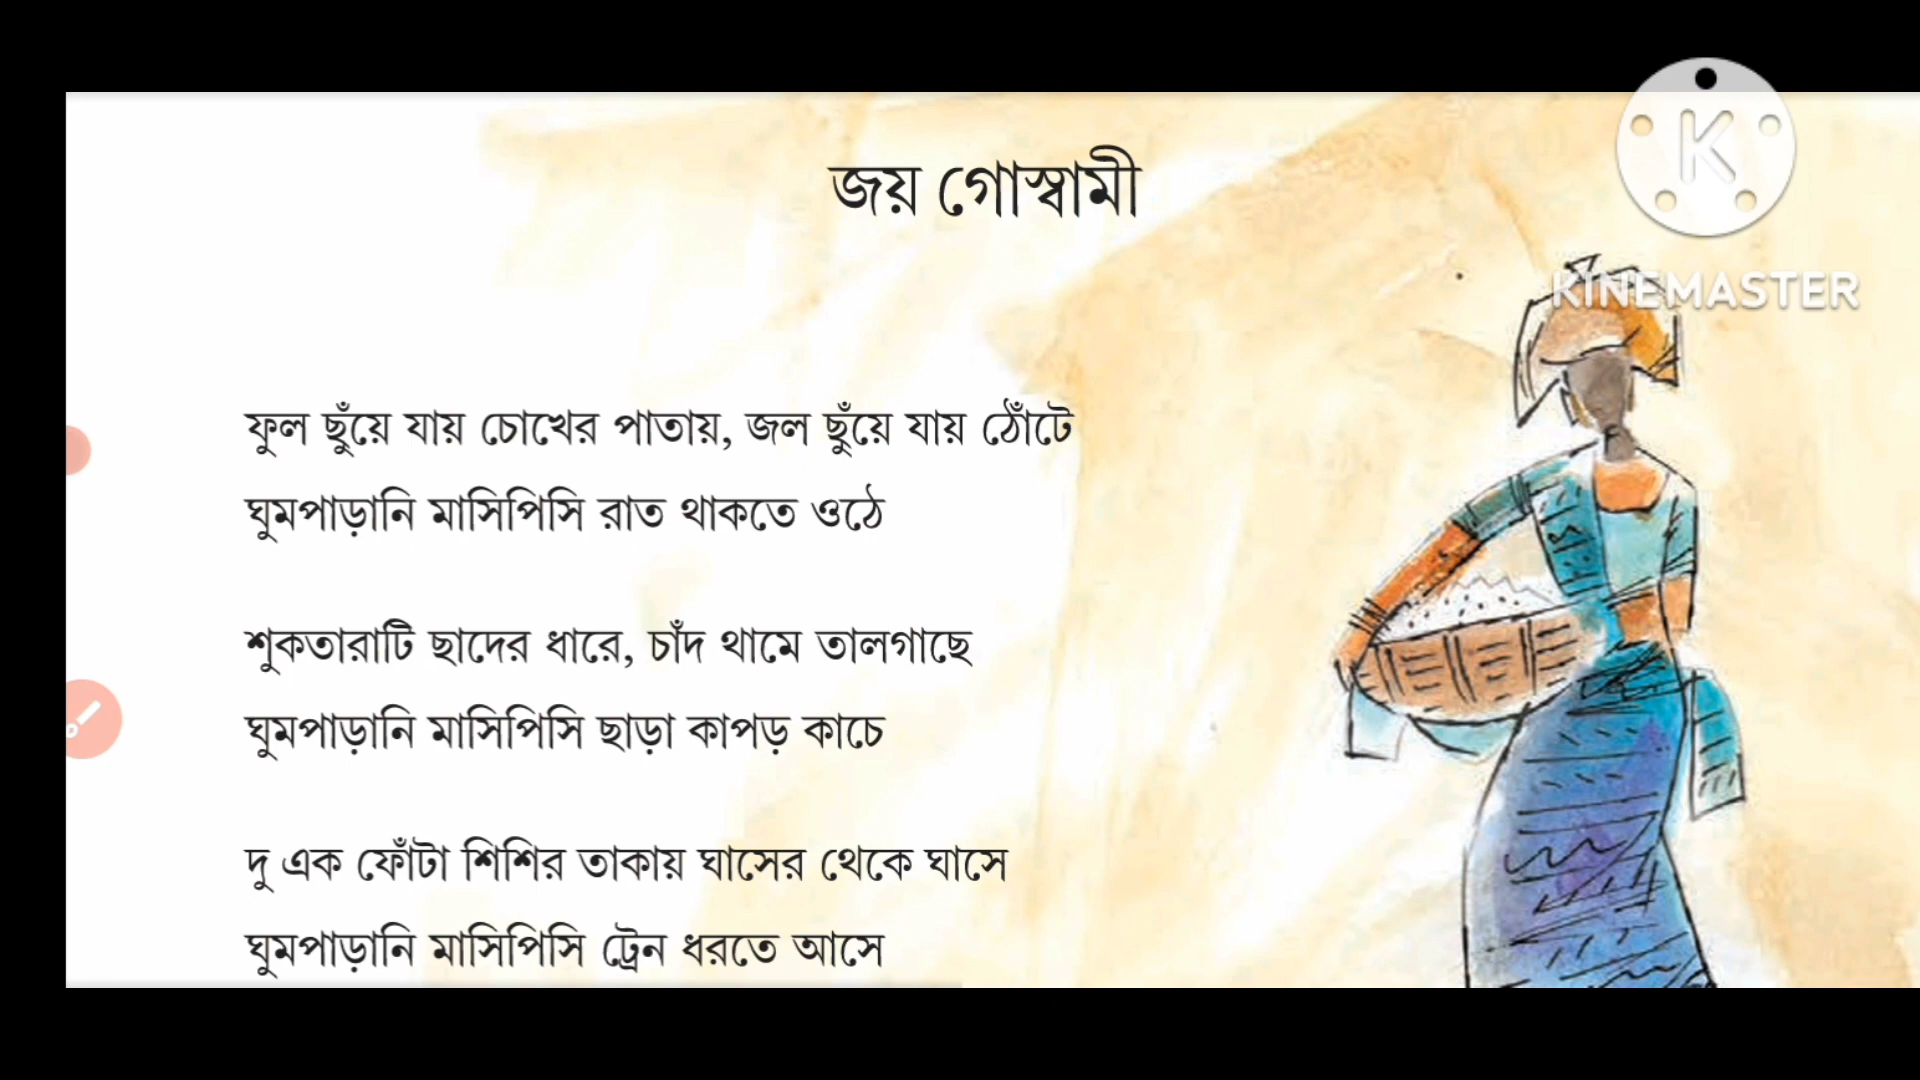 KINEMASTER
জয় গোস্বামী
ফুল ছুঁয়ে যায় চোখের পাতায়, জল ছুঁয়ে যায় ঠোঁটে
ঘুমপাড়ানি মাসিপিসি রাত থাকতে ওঠে
শুকতারাটি ছাদের ধারে, চাঁদ থামে তালগাছে
ঘুমপাড়ানি মাসিপিসি ছাড়া কাপড় কাচে
দু এক ফোঁটা শিশির তাকায় ঘাসের থেকে ঘাসে
ঘুমপাড়ানি মাসিপিসি ট্রেন ধরতে আসে